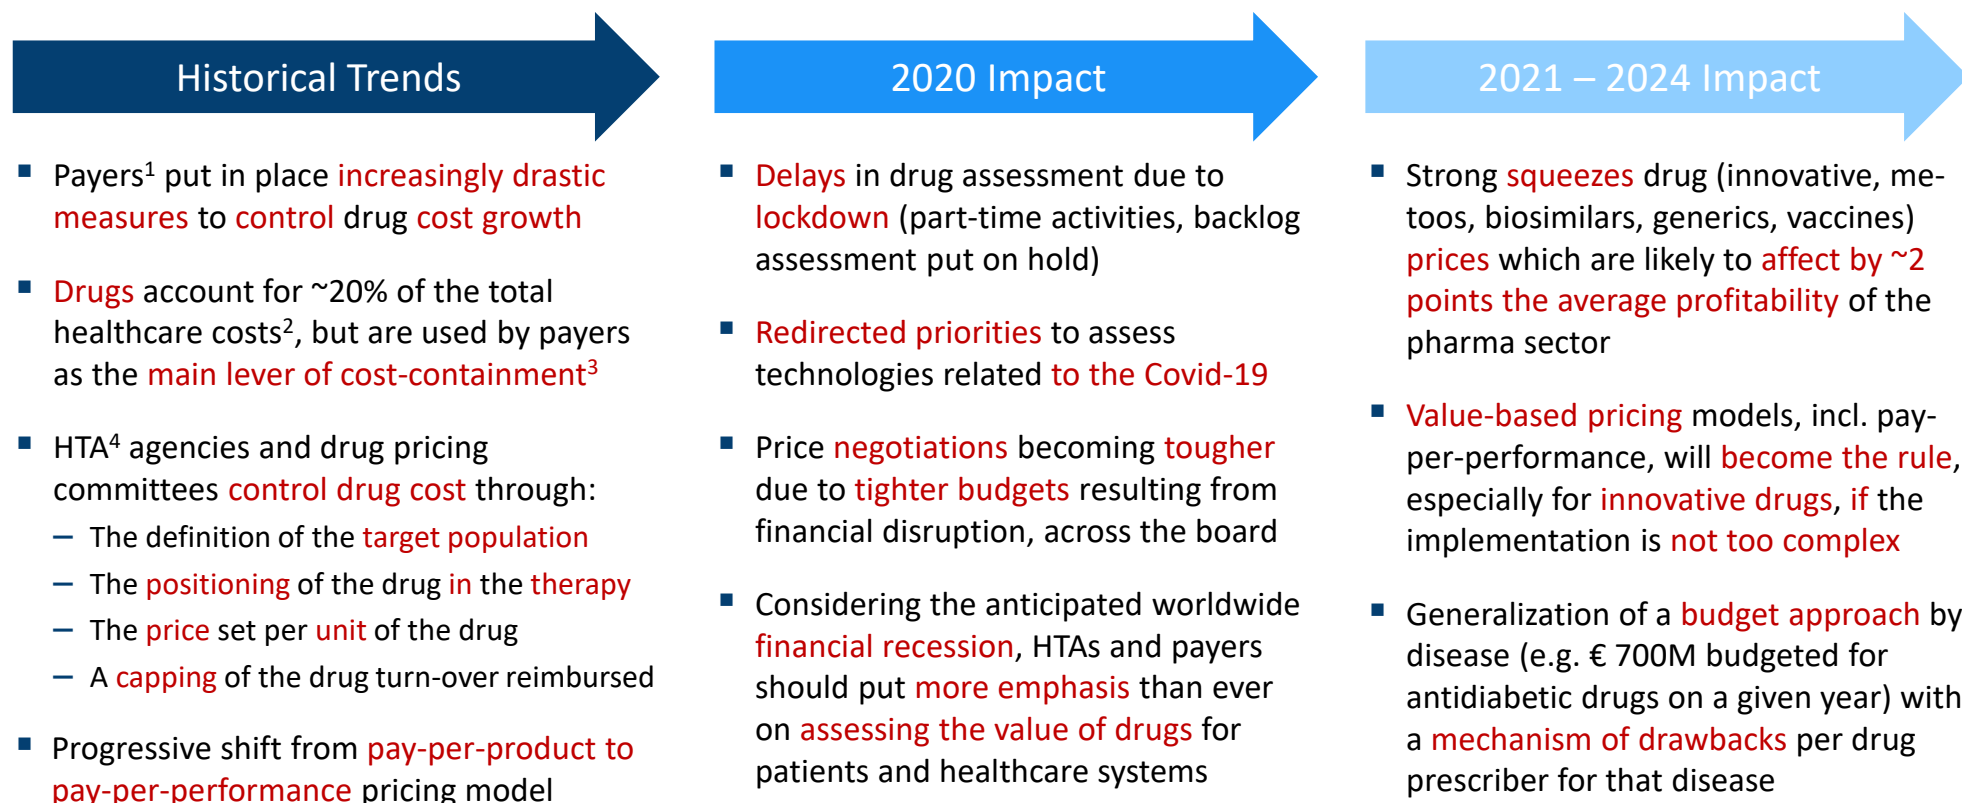 Historical Trends
Payers¹ put in place increasingly drastic
measures to control drug cost growth
Drugs account for ~20% of the total
healthcare costs², but are used by payers
as the main lever of cost-containment³
HTA⁴ agencies and drug pricing
committees control drug cost through:
– The definition of the target population
– The positioning of the drug in the therapy
– The price set per unit of the drug
– A capping of the drug turn-over reimbursed
Progressive shift from pay-per-product to
pay-per-performance pricing model
2020 Impact
Delays in drug assessment due to
lockdown (part-time activities, backlog
assessment put on hold)
Redirected priorities to assess
technologies related to the Covid-19
Price negotiations becoming tougher
due to tighter budgets resulting from
financial disruption, across the board
Considering the anticipated worldwide
financial recession, HTAs and payers
should put more emphasis than ever
on assessing the value of drugs for
patients and healthcare systems
2021 – 2024 Impact
Strong squeezes drug (innovative, me-
toos, biosimilars, generics, vaccines)
prices which are likely to affect by ~2
points the average profitability of the
pharma sector
Value-based pricing models, incl. pay-
per-performance, will become the rule,
especially for innovative drugs, if the
implementation is not too complex
Generalization of a budget approach by
disease (e.g. € 700M budgeted for
antidiabetic drugs on a given year) with
a mechanism of drawbacks per drug
prescriber for that disease